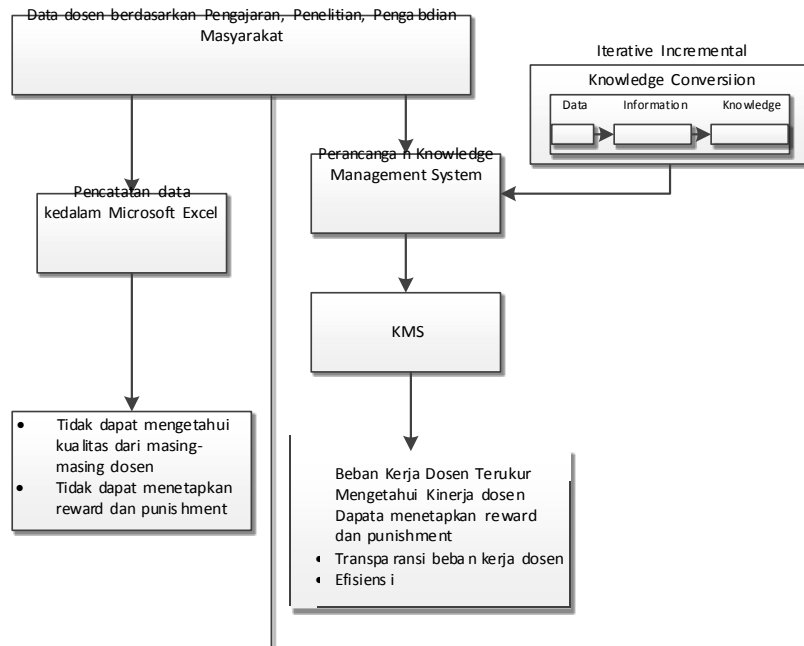 Data dosen berdasarkan Pengajaran, Penelitian, Pengabdian
Masyarakat
Iterative Incremental
Knowledge Conversiion
Data
Information
Knowledge
Pencatatan data
kedalam Microsoft Excel
Perancangan Knowledge
Management System
KMS
• Tidak dapat mengetahui
kualitas dari masing-
masing dosen
• Tidak dapat menetapkan
reward dan punishment
Beban Kerja Dosen Terukur
Mengetahui Kinerja dosen
Dapata menetapkan reward
dan punishment
• Transparansi beban kerja dosen
• Efisiensi